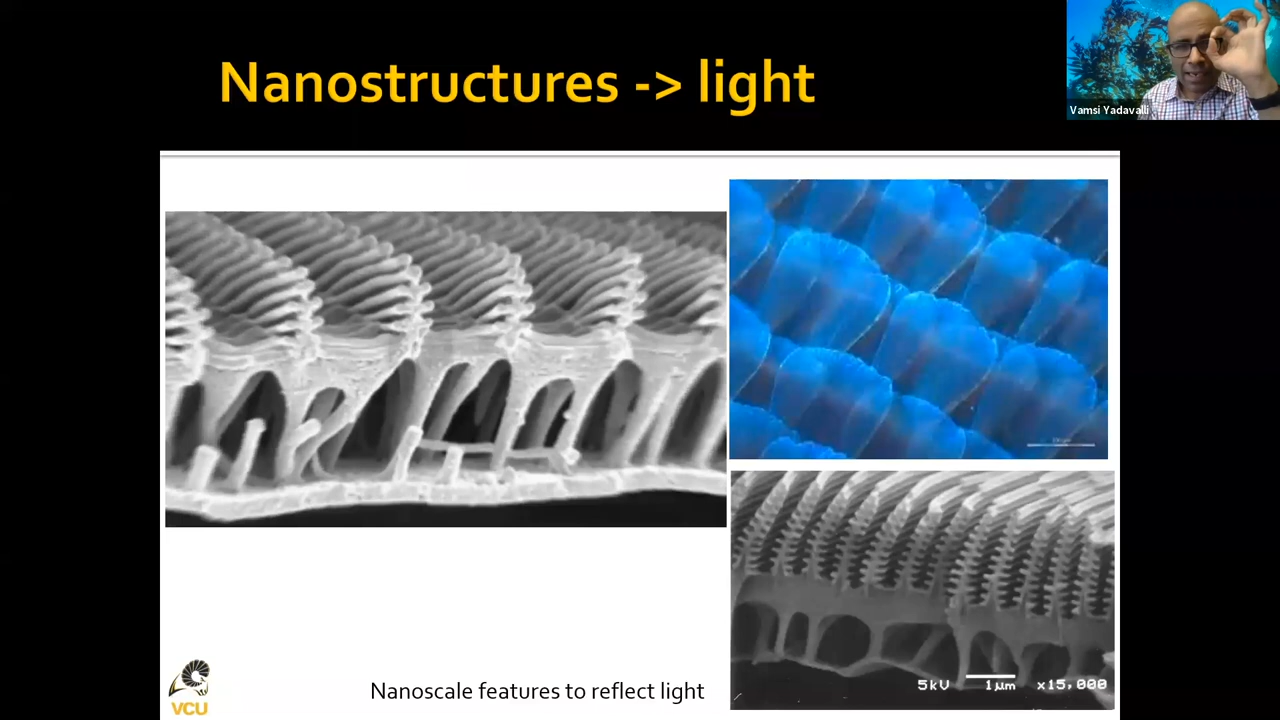 Nanostructures -> light
Vamsi Yadavalli
5kV 1µm x15,000
Nanoscale features to reflect light
VCU